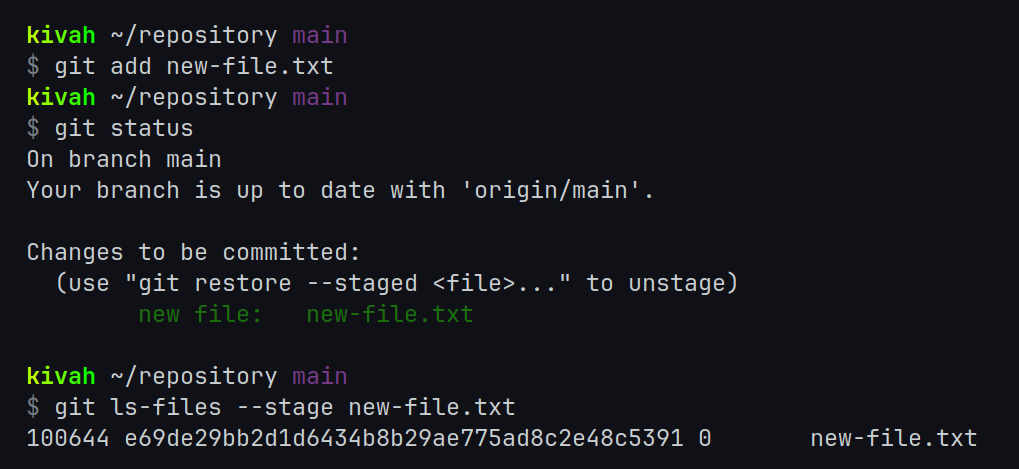 kivah ~/repository main
$ git add new-file.txt
kivah ~/repository main
$ git status
On branch main
Your branch is up to date with 'origin/main'.
Changes to be committed:
(use "git restore --staged <file>..." to unstage)
new file:   new-file.txt
kivah ~/repository main
$ git ls-files --stage new-file.txt
100644 e69de29bb2d1d6434b8b29ae775ad8c2e48c5391 0       new-file.txt